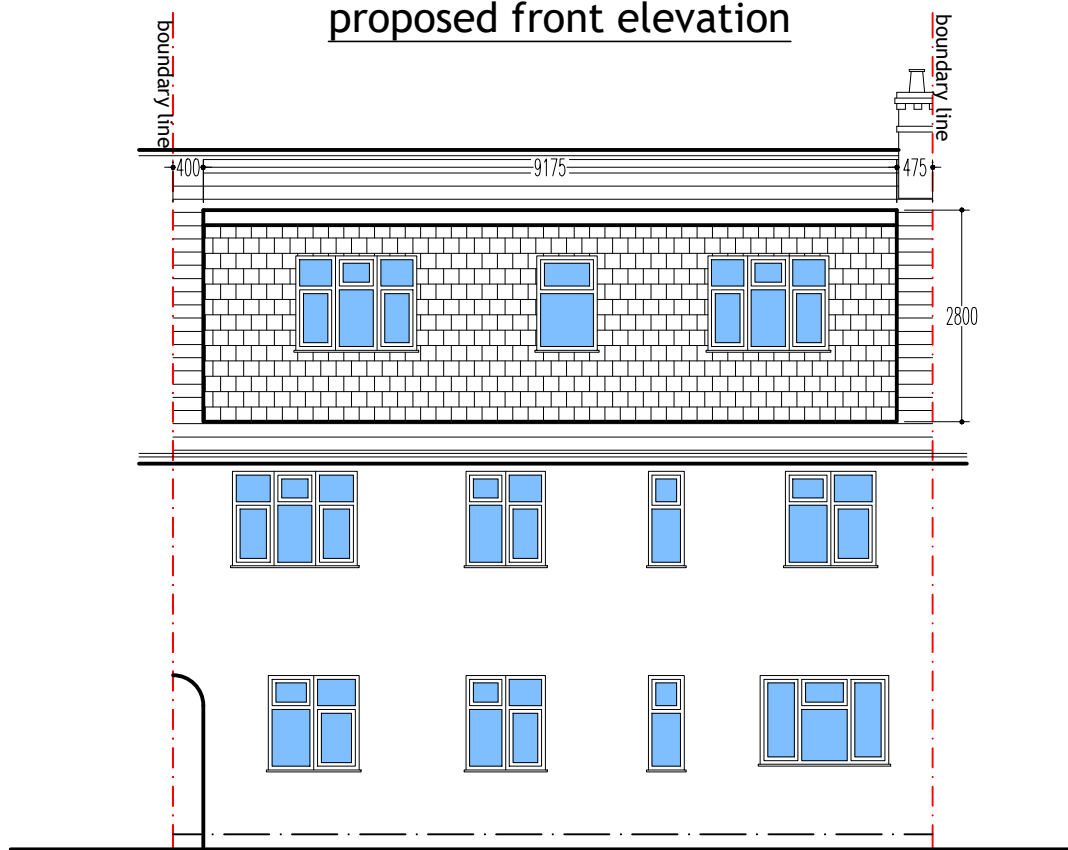 proposed front elevation
boundary line
boundary line
400
9175
475
2800